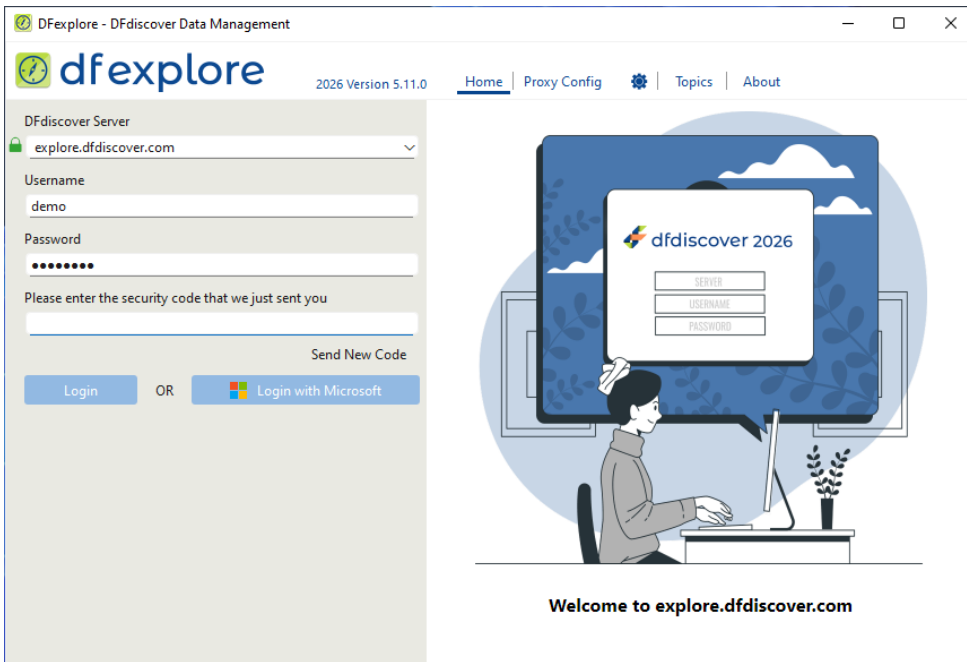 DFexplore - DFdiscover Data Management
dfexplore
2026 Version 5.11.0
Home
Proxy Config
Topics
About
DFdiscover Server
explore.dfdiscover.com
Username
demo
Password
••••••••
Please enter the security code that we just sent you
Send New Code
Login
OR
Login with Microsoft
dfdiscover 2026
SERVER
USERNAME
PASSWORD
Welcome to explore.dfdiscover.com